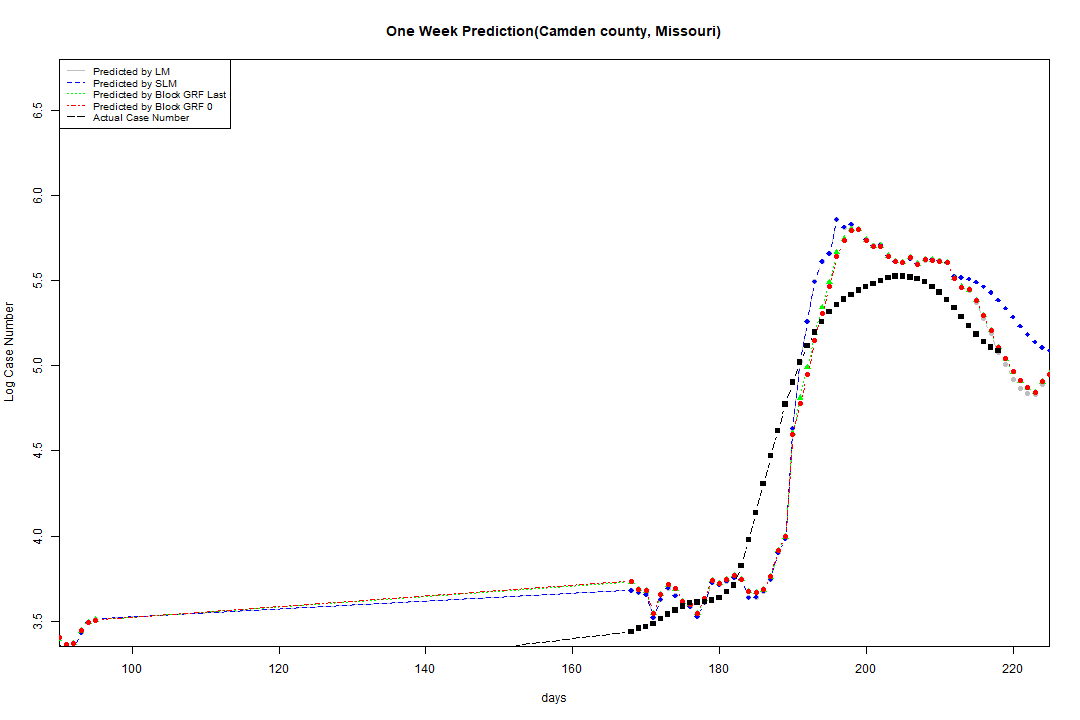 One Week Prediction(Camden county, Missouri)
Predicted by LM
Predicted by SLM
Predicted by Block GRF Last
Predicted by Block GRF 0
Actual Case Number
6.5
6.0
5.5
5.0
4.5
4.0
3.5
Log Case Number
100 120 140 160 180 200 220
days